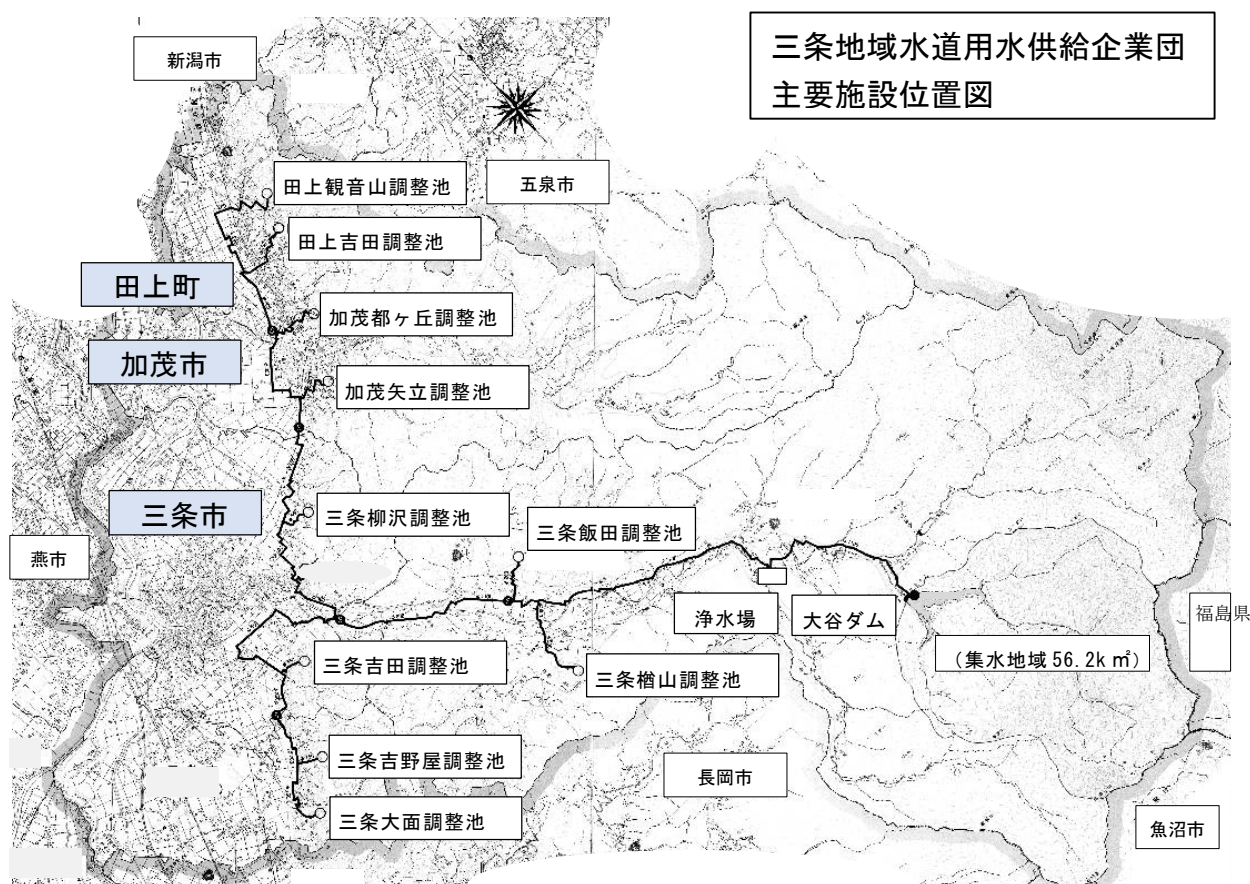 三条地域水道用水供給企業団
主要施設位置図
新潟市
五泉市
田上観音山調整池
田上吉田調整池
田上町
加茂都ヶ丘調整池
加茂市
加茂矢立調整池
三条市
三条柳沢調整池
三条飯田調整池
燕市
浄水場
大谷ダム
福島県
(集水地域 56.2k㎡)
三条吉田調整池
三条楢山調整池
三条吉野屋調整池
長岡市
三条大面調整池
魚沼市